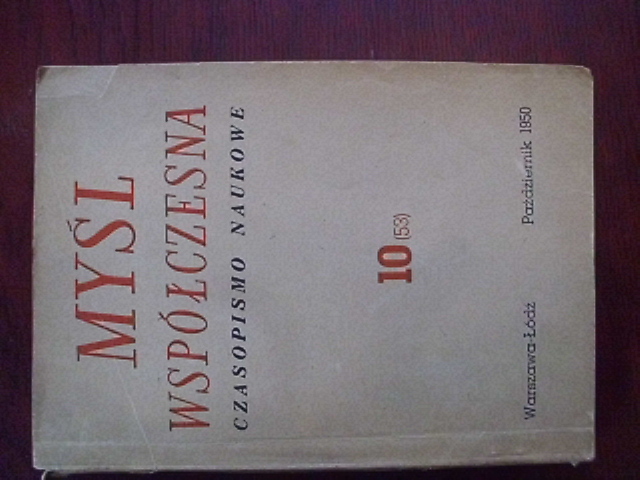 MYŚL
WSPÓŁCZESNA
CZASOPISMO NAUKOWE
10 (53)
Warszawa-Łódź Październik 1950